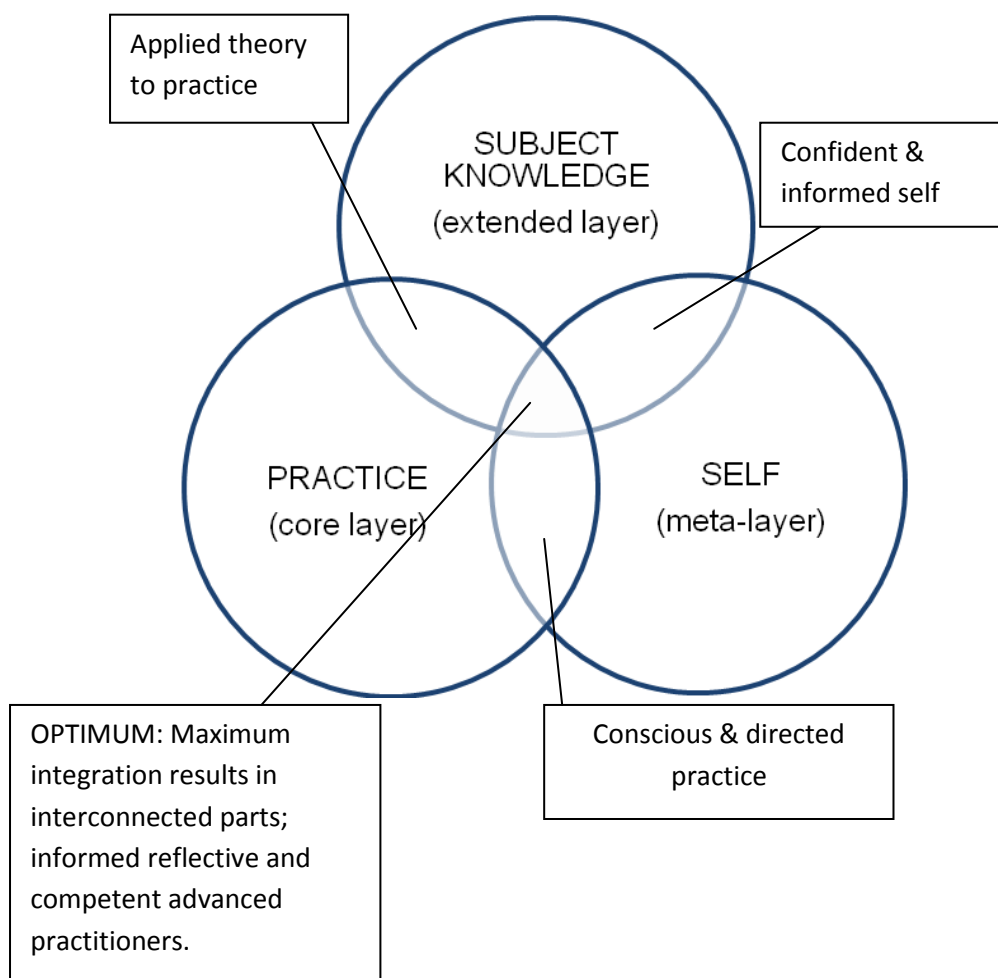 Applied theory
to practice
SUBJECT
KNOWLEDGE
(extended layer)
Confident &
informed self
PRACTICE
(core layer)
SELF
(meta-layer)
OPTIMUM: Maximum
integration results in
interconnected parts;
informed reflective and
competent advanced
practitioners.
Conscious & directed
practice